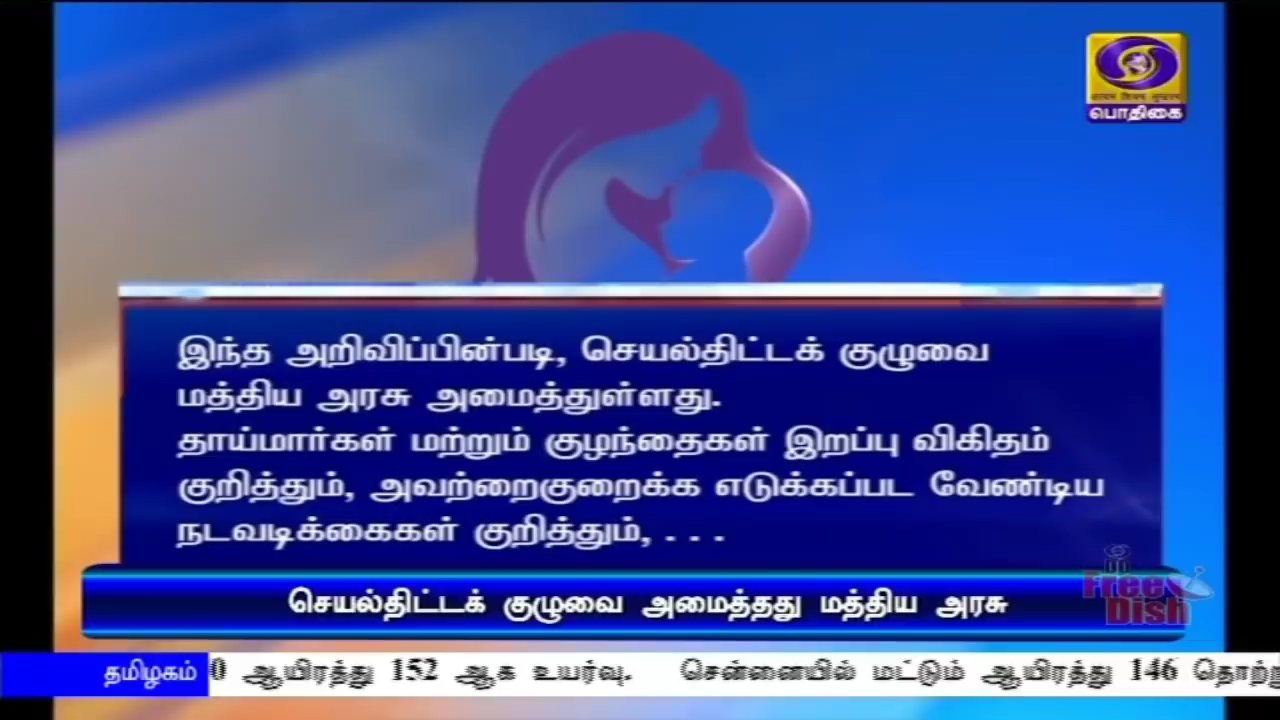 பொதிகை
இந்த அறிவிப்பின்படி, செயல்திட்டக் குழுவை
மத்திய அரசு அமைத்துள்ளது.
தாய்மார்கள் மற்றும் குழந்தைகள் இறப்பு விகிதம்
குறித்தும், அவற்றைகுறைக்க எடுக்கப்பட வேண்டிய
நடவடிக்கைகள் குறித்தும், . . .
DD
Free Dish
செயல்திட்டக் குழுவை அமைத்தது மத்திய அரசு
தமிழகம் 0 ஆயிரத்து 152 ஆக உயர்வு. சென்னையில் மட்டும் ஆயிரத்து 146